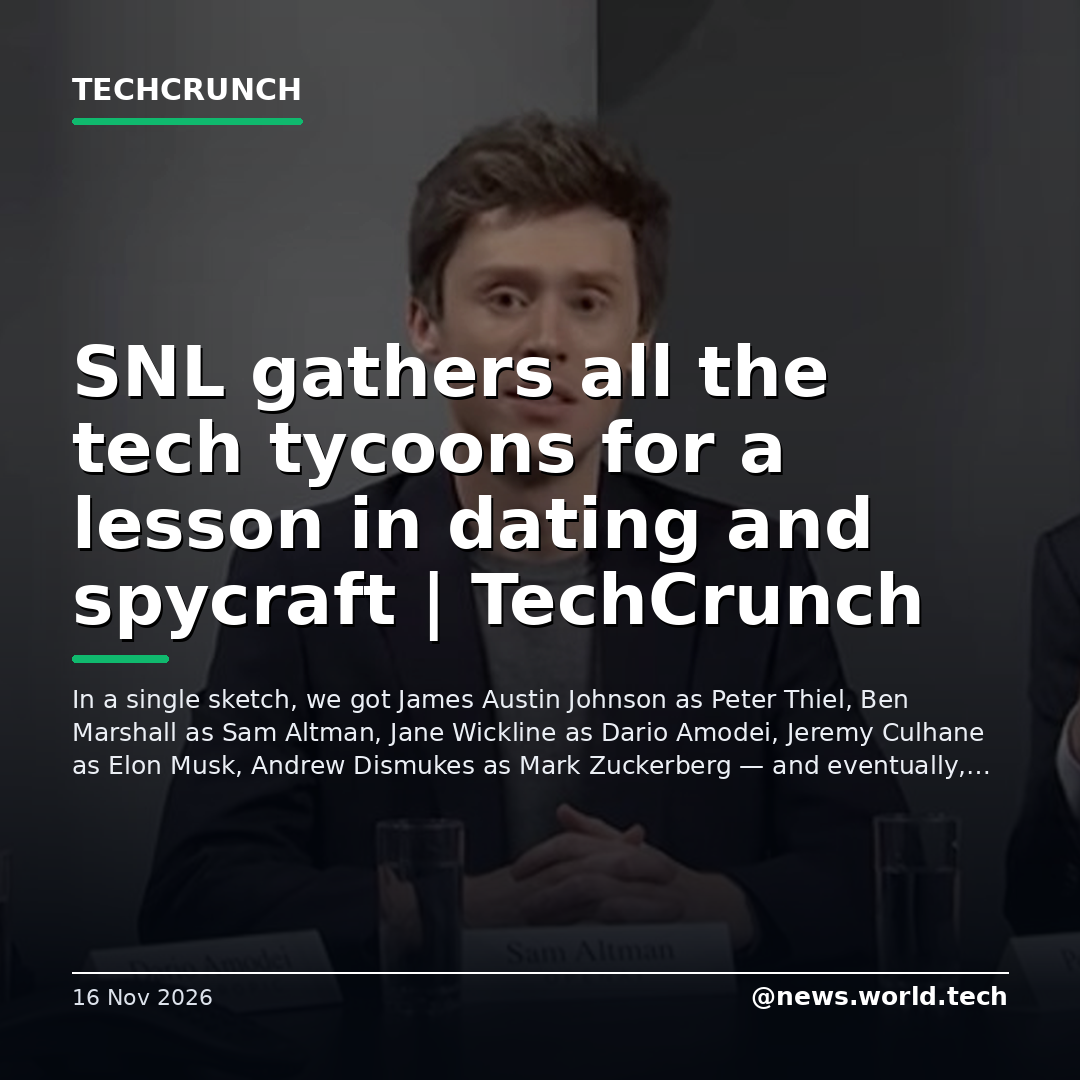 TECHCRUNCH
SNL gathers all the
tech tycoons for a
lesson in dating and
spycraft | TechCrunch
In a single sketch, we got James Austin Johnson as Peter Thiel, Ben
Marshall as Sam Altman, Jane Wickline as Dario Amodei, Jeremy Culhane
as Elon Musk, Andrew Dismukes as Mark Zuckerberg — and eventually,...
Dario Amodei
Sam Altman
16 Nov 2026
@news.world.tech